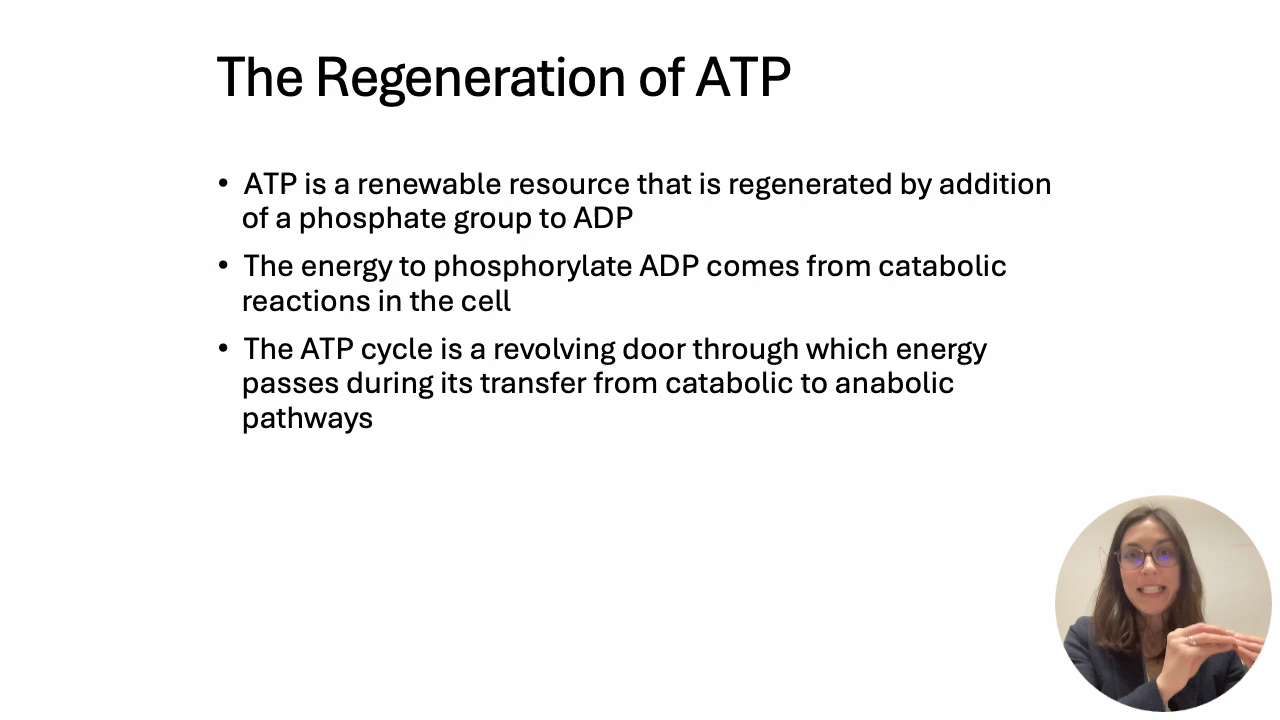 The Regeneration of ATP
• ATP is a renewable resource that is regenerated by addition
of a phosphate group to ADP
• The energy to phosphorylate ADP comes from catabolic
reactions in the cell
• The ATP cycle is a revolving door through which energy
passes during its transfer from catabolic to anabolic
pathways